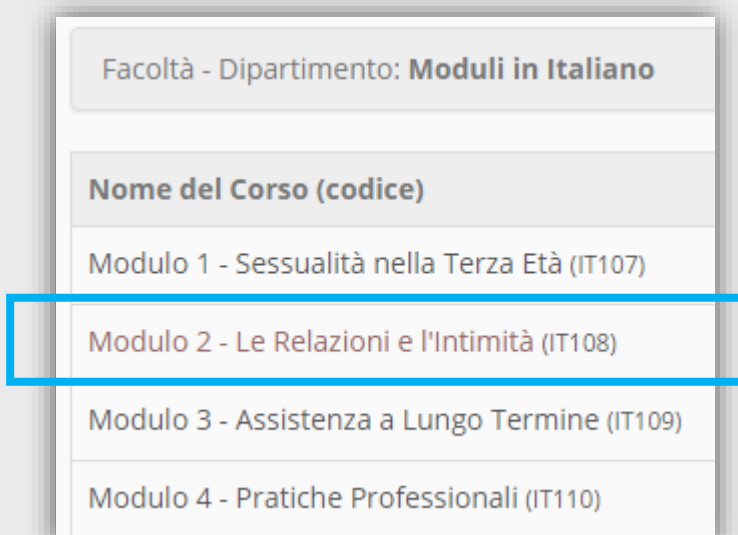 Facoltà - Dipartimento: Moduli in Italiano
Nome del Corso (codice)
Modulo 1 - Sessualità nella Terza Età (IT107)
Modulo 2 - Le Relazioni e l'Intimità (IT108)
Modulo 3 - Assistenza a Lungo Termine (IT109)
Modulo 4 - Pratiche Professionali (IT110)